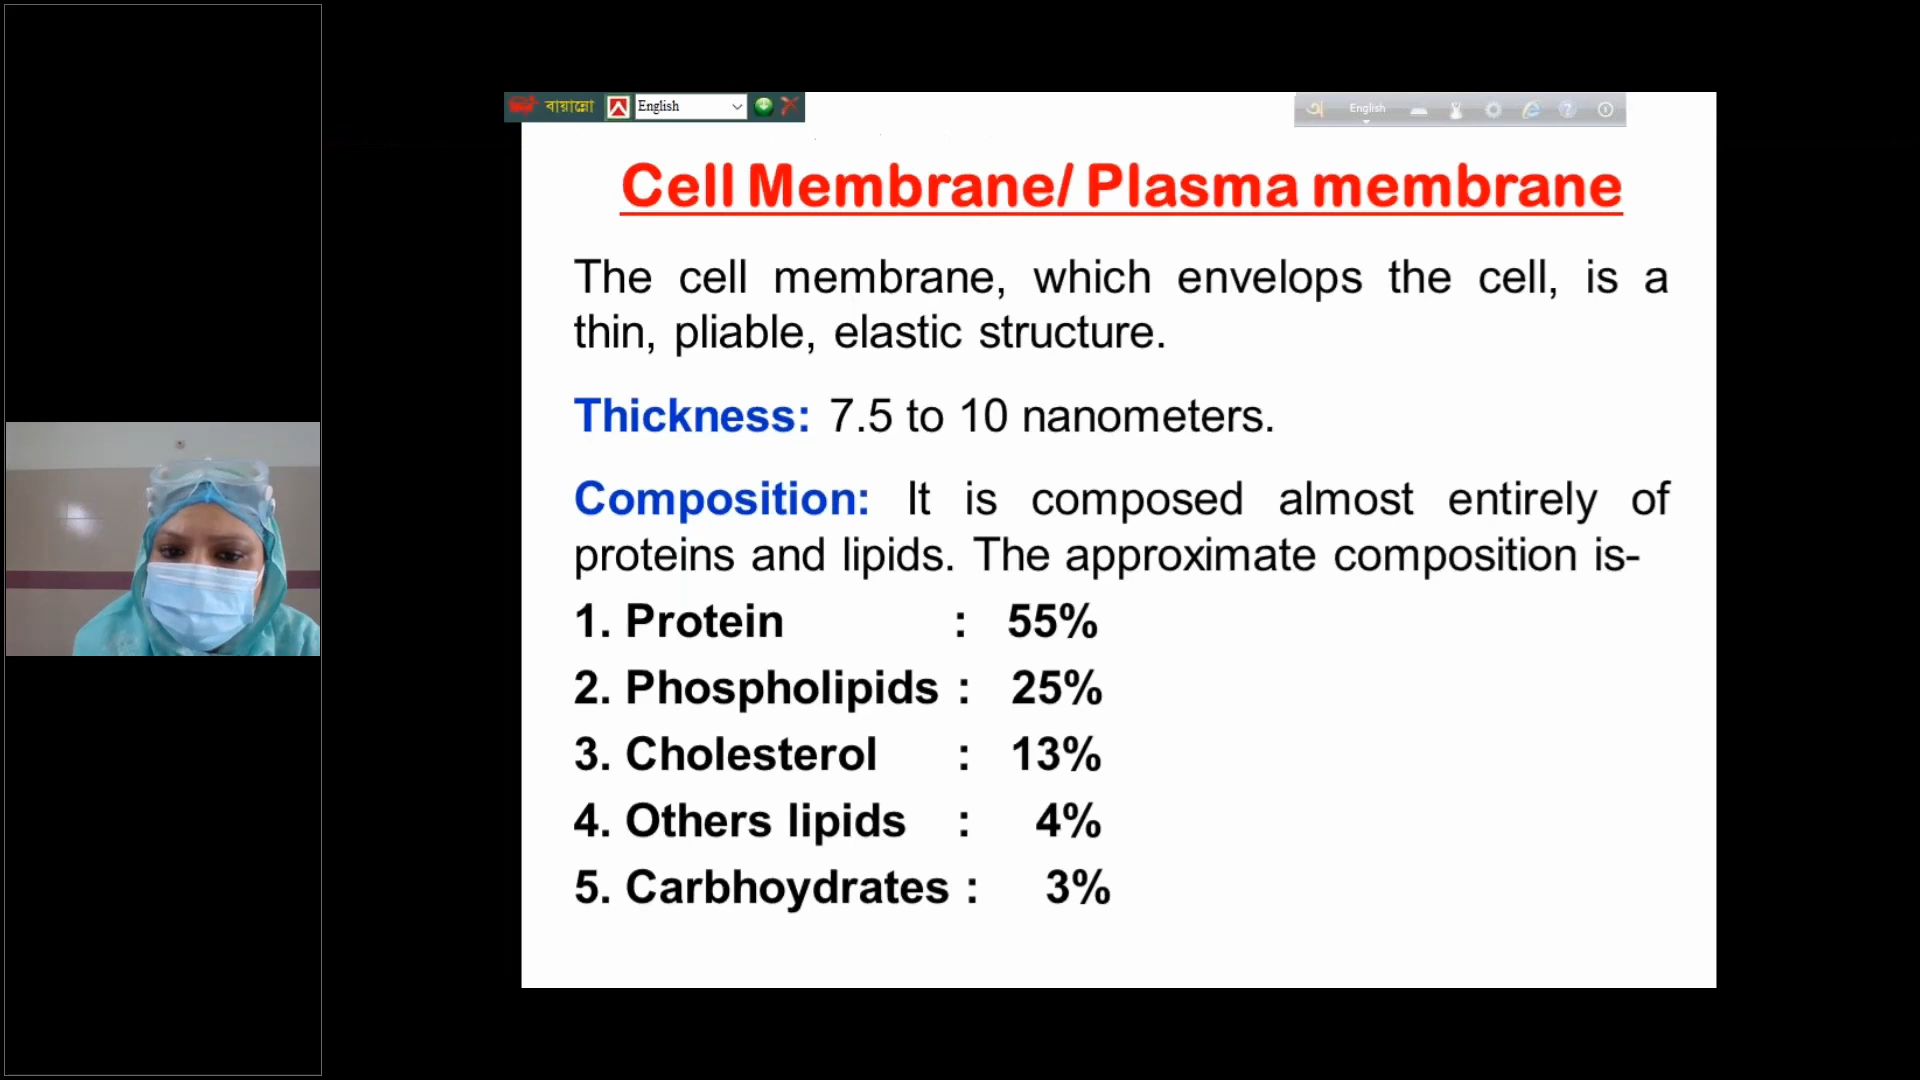 বায়ান্নো English
অ English
Cell Membrane/ Plasma membrane
The cell membrane, which envelops the cell, is a
thin, pliable, elastic structure.
Thickness: 7.5 to 10 nanometers.
Composition: It is composed almost entirely of
proteins and lipids. The approximate composition is-
1. Protein : 55%
2. Phospholipids : 25%
3. Cholesterol : 13%
4. Others lipids : 4%
5. Carbhoydrates : 3%